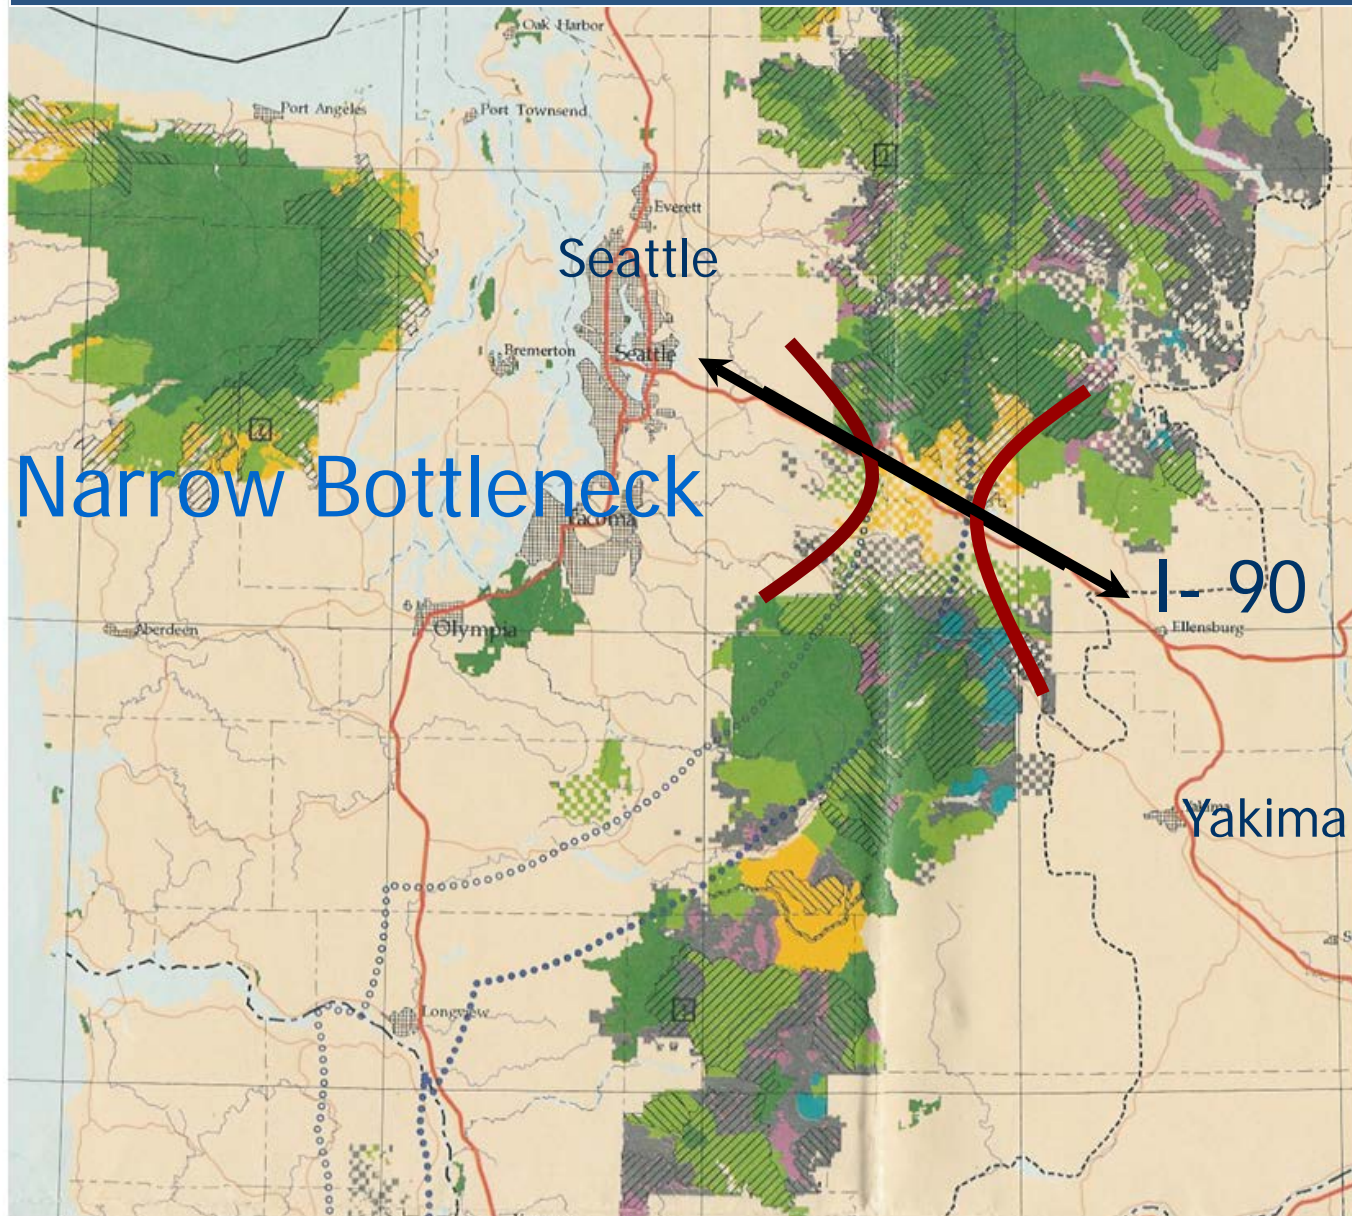 Oak Harbor
Port Angeles
Port Townsend
1
Everett
Seattle
Bremerton
Seattle
Narrow Bottleneck
Tacoma
I- 90
Olympia
Aberdeen
Ellensburg
Yakima
Longview